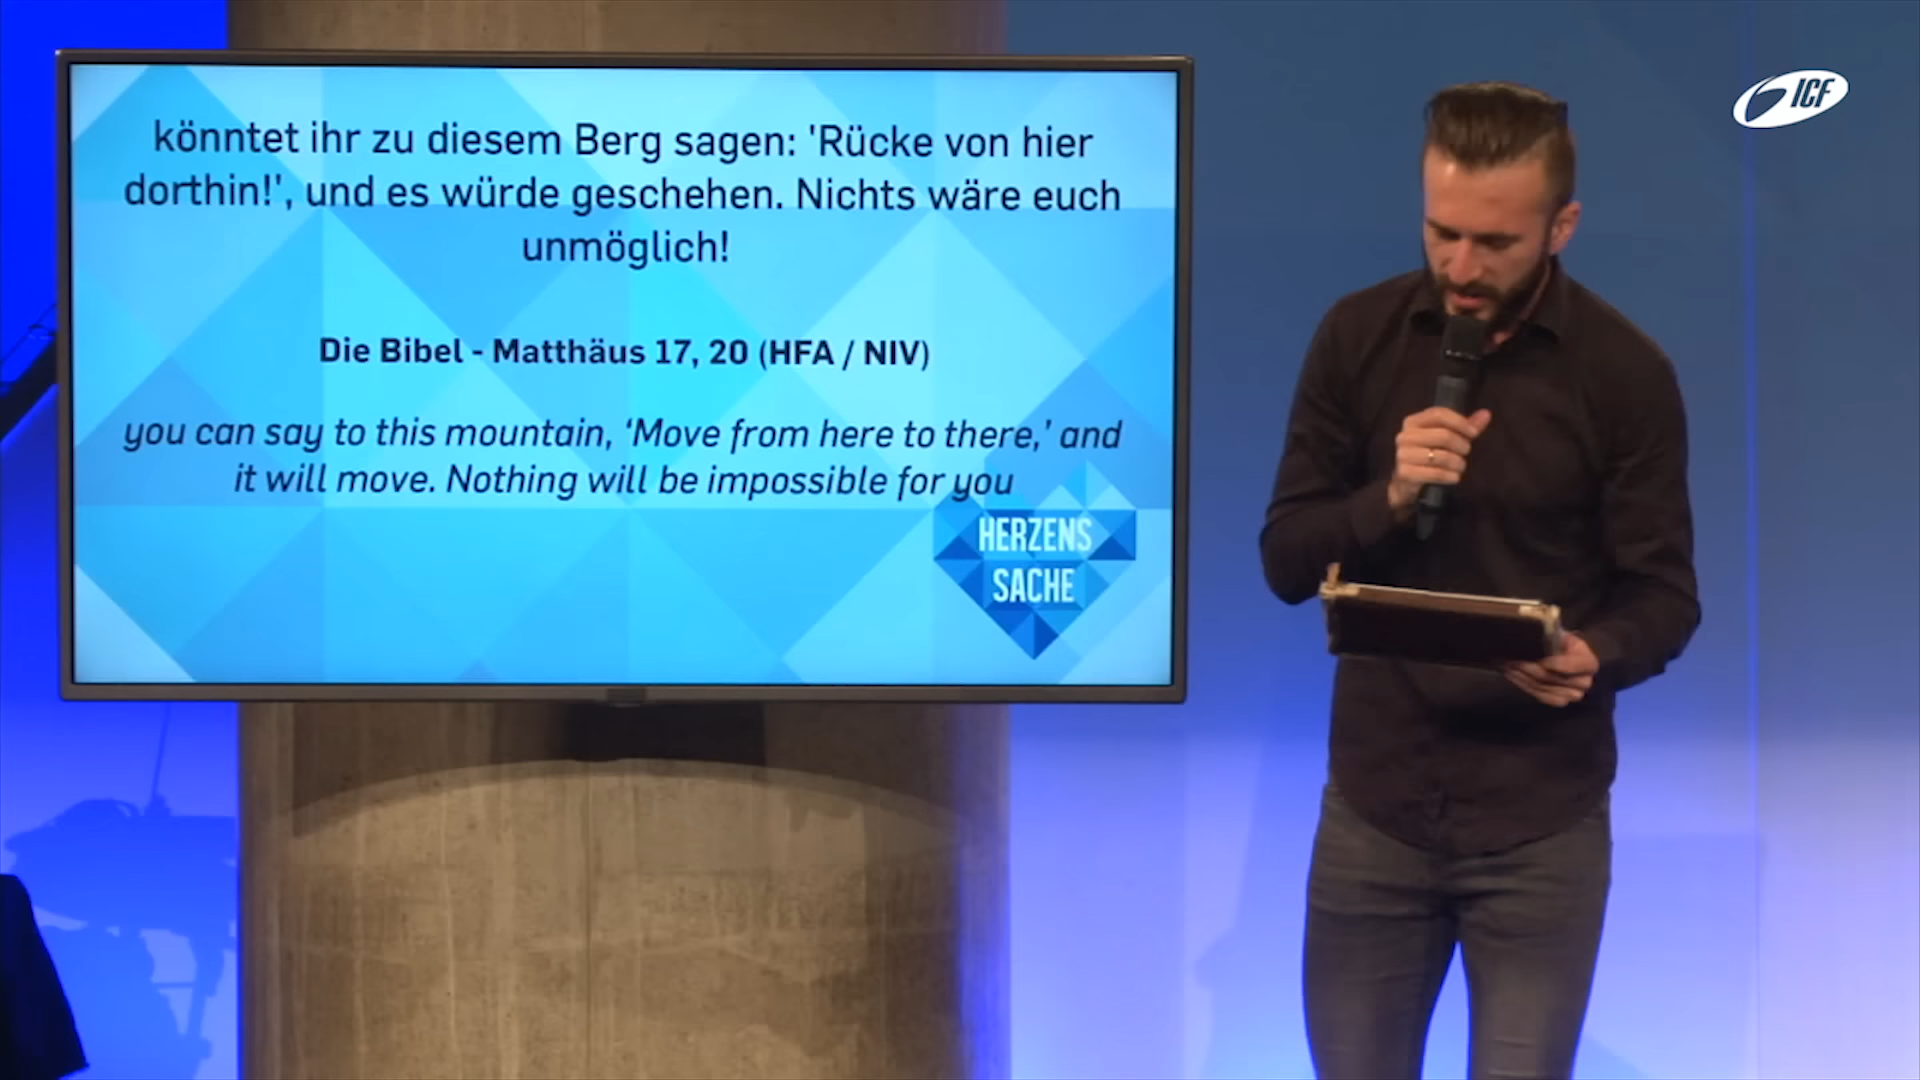 könntet ihr zu diesem Berg sagen: 'Rücke von hier
dorthin!', und es würde geschehen. Nichts wäre euch
unmöglich!
Die Bibel - Matthäus 17, 20 (HFA / NIV)
you can say to this mountain, ‘Move from here to there,’ and
it will move. Nothing will be impossible for you
HERZENS
SACHE
ICF